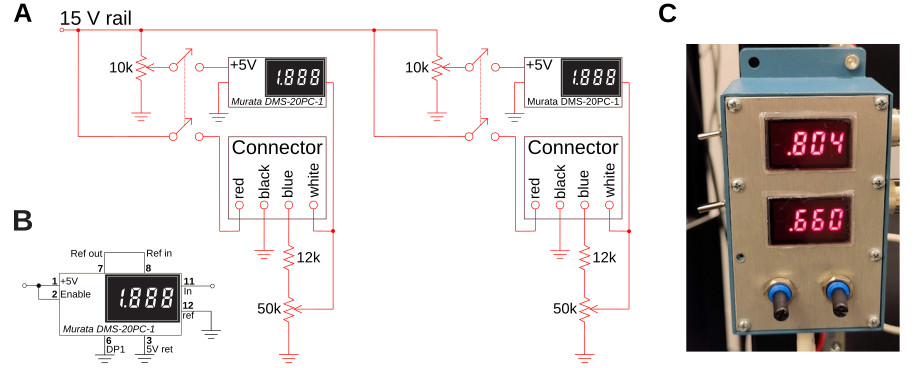 A
15 V rail
10k
+5V
1.888
Murata DMS-20PC-1
Connector
red
black
blue
white
12k
50k
10k
+5V
1.888
Murata DMS-20PC-1
Connector
red
black
blue
white
12k
50k
B
Ref out
Ref in
7
8
1
+5V
2
Enable
1.888
11
In
12
ref
Murata DMS-20PC-1
6
DP1
3
5V ret
C
.804
.660